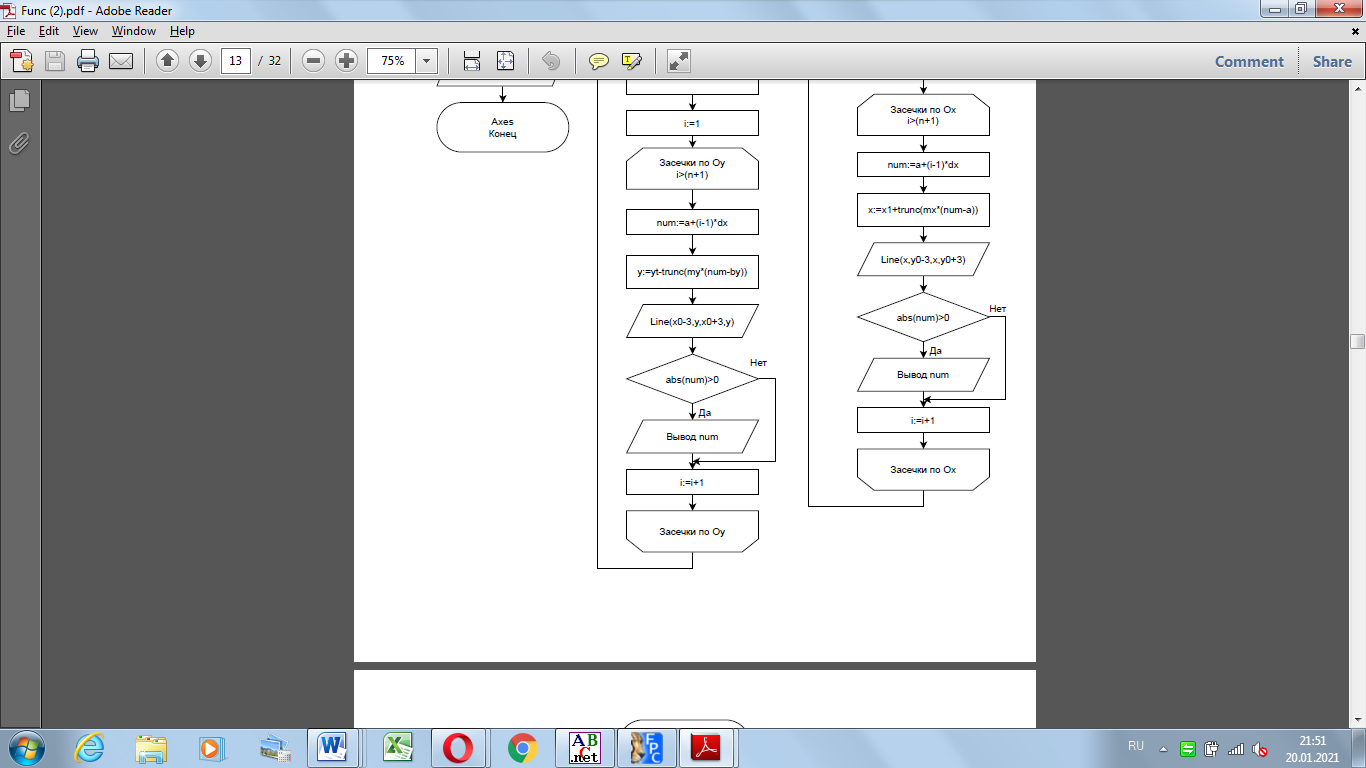 Func (2).pdf - Adobe Reader
File Edit View Window Help
13 / 32
75%
Comment
Share
Axes
Конец
i:=1
Засечки по Oy
i>(n+1)
num:=a+(i-1)*dx
y:=yt-trunc(my*(num-by))
Line(x0-3,y,x0+3,y)
abs(num)>0
Нет
Да
Вывод num
i:=i+1
Засечки по Oy
Засечки по Ox
i>(n+1)
num:=a+(i-1)*dx
x:=x1+trunc(mx*(num-a))
Line(x,y0-3,x,y0+3)
abs(num)>0
Нет
Да
Вывод num
i:=i+1
Засечки по Ox
AB
C
.net
FPC
RU
21:51
20.01.2021